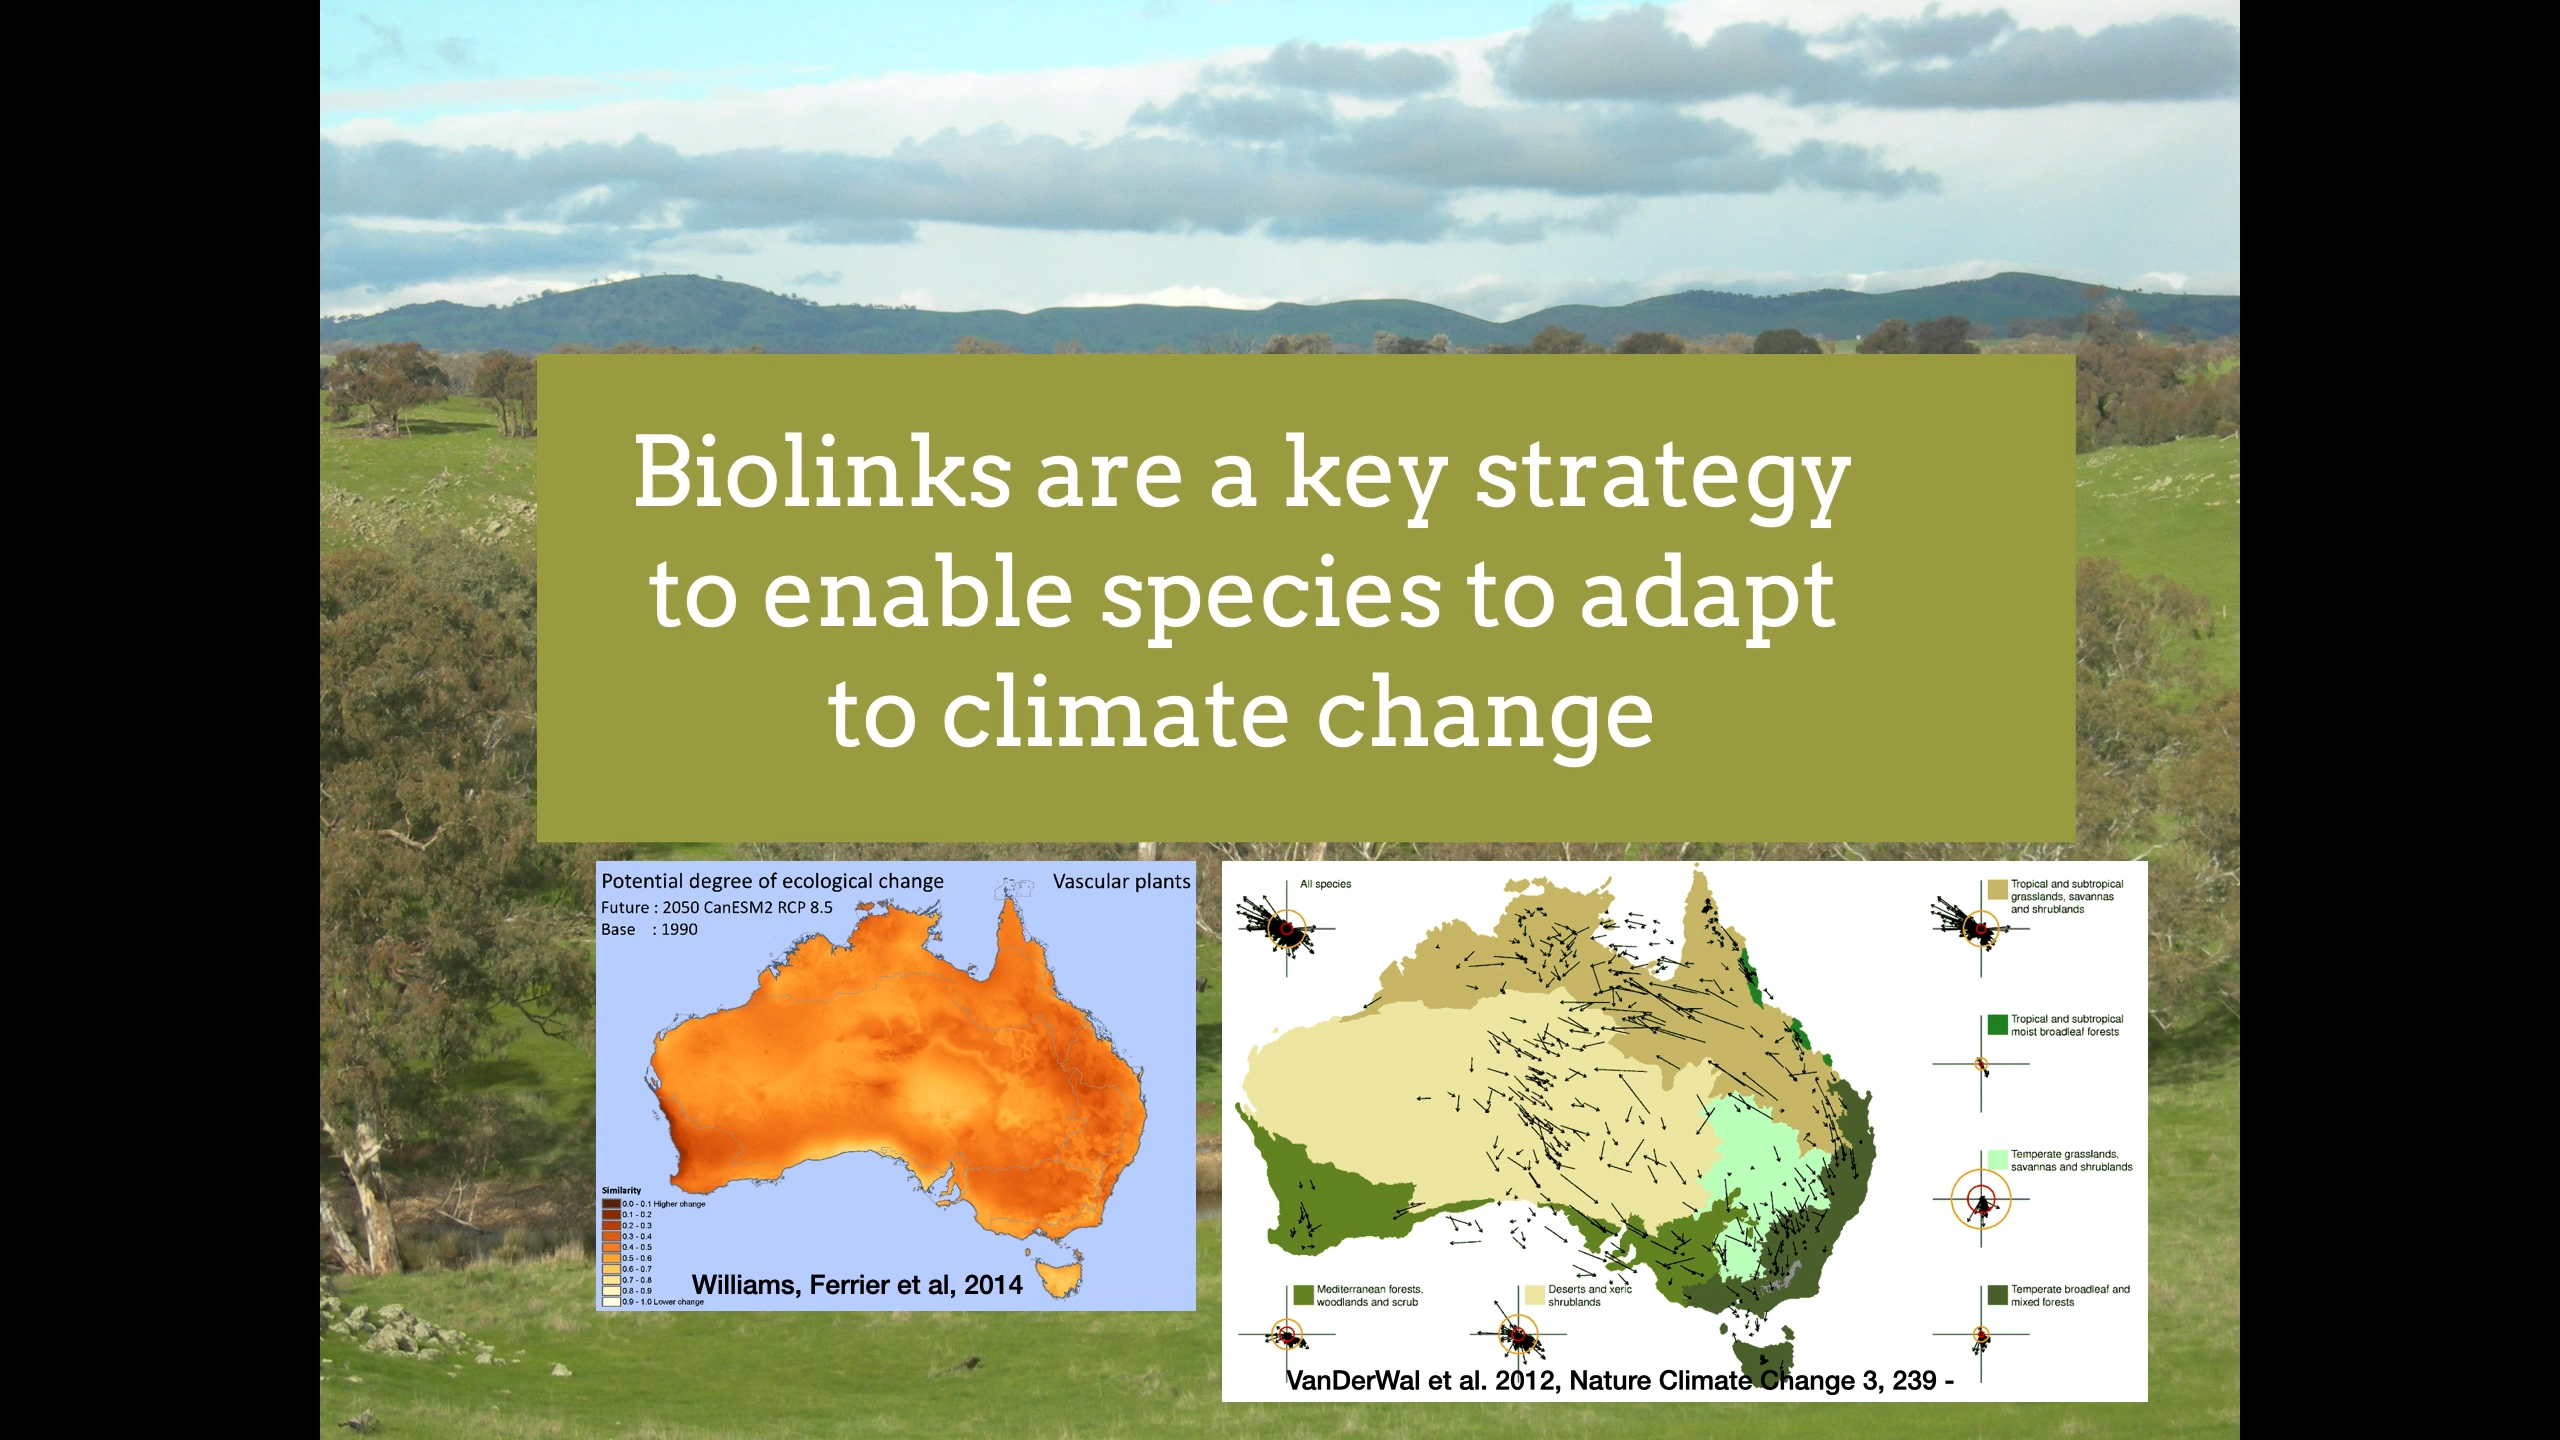 Biolinks are a key strategy
to enable species to adapt
to climate change
Potential degree of ecological change
Vascular plants
Future : 2050 CanESM2 RCP 8.5
Base : 1990
Similarity
0.0 - 0.1 Higher change
0.1 - 0.2
0.2 - 0.3
0.3 - 0.4
0.4 - 0.5
0.5 - 0.6
0.6 - 0.7
0.7 - 0.8
0.8 - 0.9
0.9 - 1.0 Lower change
Williams, Ferrier et al, 2014
All species
Tropical and subtropical
grasslands, savannas
and shrublands
Tropical and subtropical
moist broadleaf forests
Temperate grasslands,
savannas and shrublands
Mediterranean forests,
woodlands and scrub
Deserts and xeric
shrublands
Temperate broadleaf and
mixed forests
VanDerWal et al. 2012, Nature Climate Change 3, 239 -